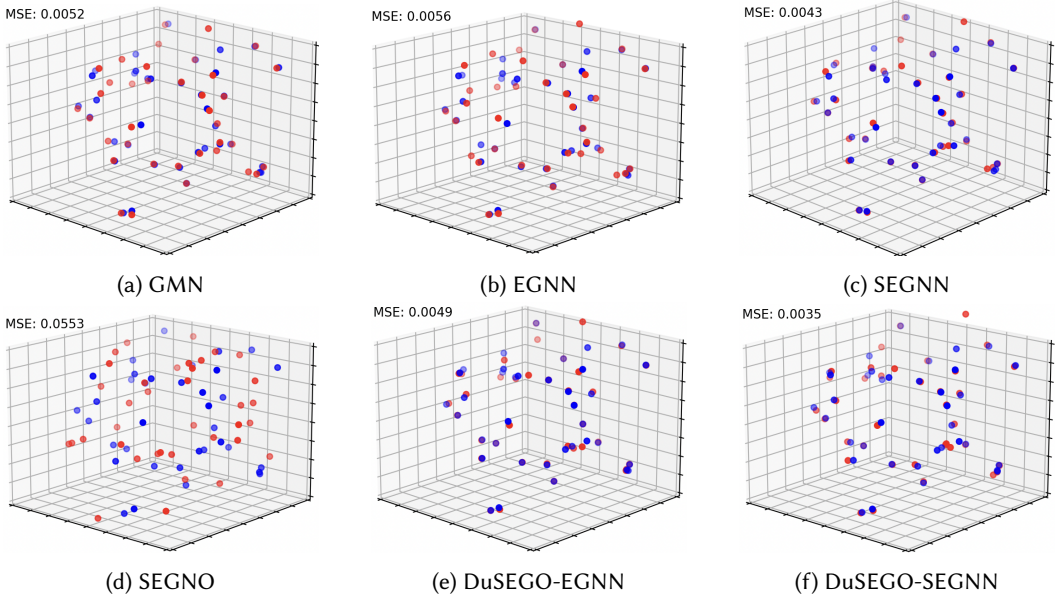 MSE: 0.0052
MSE: 0.0056
MSE: 0.0043
(a) GMN
(b) EGNN
(c) SEGNN
MSE: 0.0553
MSE: 0.0049
MSE: 0.0035
(d) SEGNO
(e) DuSEGO-EGNN
(f) DuSEGO-SEGNN